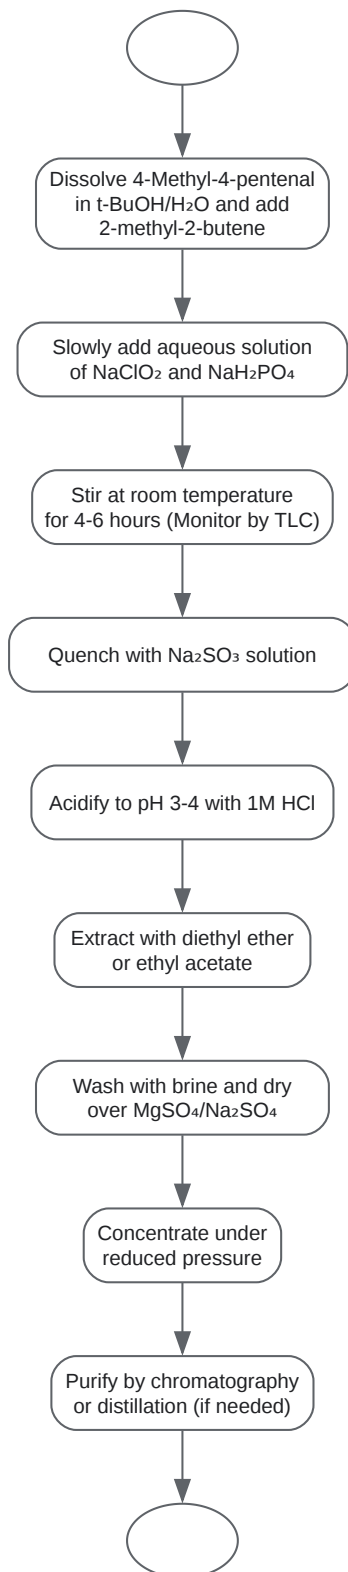 Dissolve 4-Methyl-4-pentenal
in t-BuOH/H₂O and add
2-methyl-2-butene
Slowly add aqueous solution
of NaClO₂ and NaH₂PO₄
Stir at room temperature
for 4-6 hours (Monitor by TLC)
Quench with Na₂SO₃ solution
Acidify to pH 3-4 with 1M HCl
Extract with diethyl ether
or ethyl acetate
Wash with brine and dry
over MgSO₄/Na₂SO₄
Concentrate under
reduced pressure
Purify by chromatography
or distillation (if needed)